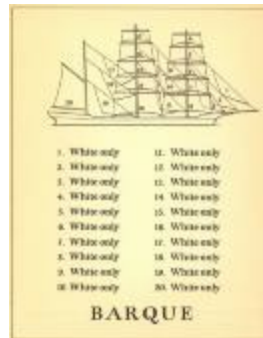 1. White only
2. White only
3. White only
4. White only
5. White only
6. White only
7. White only
8. White only
9. White only
10. White only
11. White only
12. White only
13. White only
14. White only
15. White only
16. White only
17. White only
18. White only
19. White only
20. White only
BARQUE